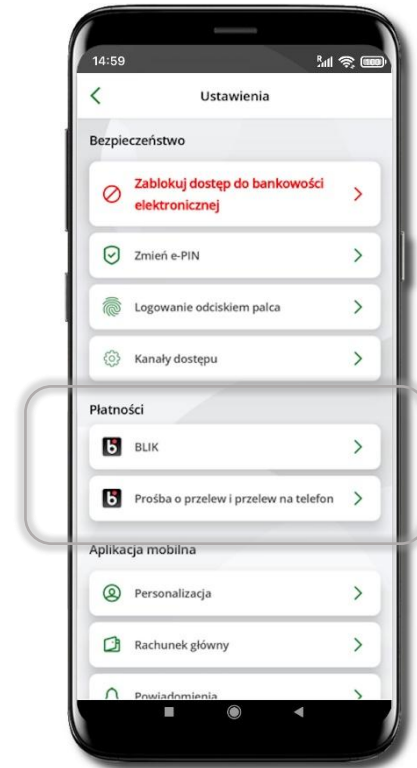 14:59
Ustawienia
Bezpieczeństwo
Zablokuj dostęp do bankowości
elektronicznej
Zmień e-PIN
Logowanie odciskiem palca
Kanały dostępu
Płatności
BLIK
Prośba o przelew i przelew na telefon
Aplikacja mobilna
Personalizacja
Rachunek główny
Powiadomienia